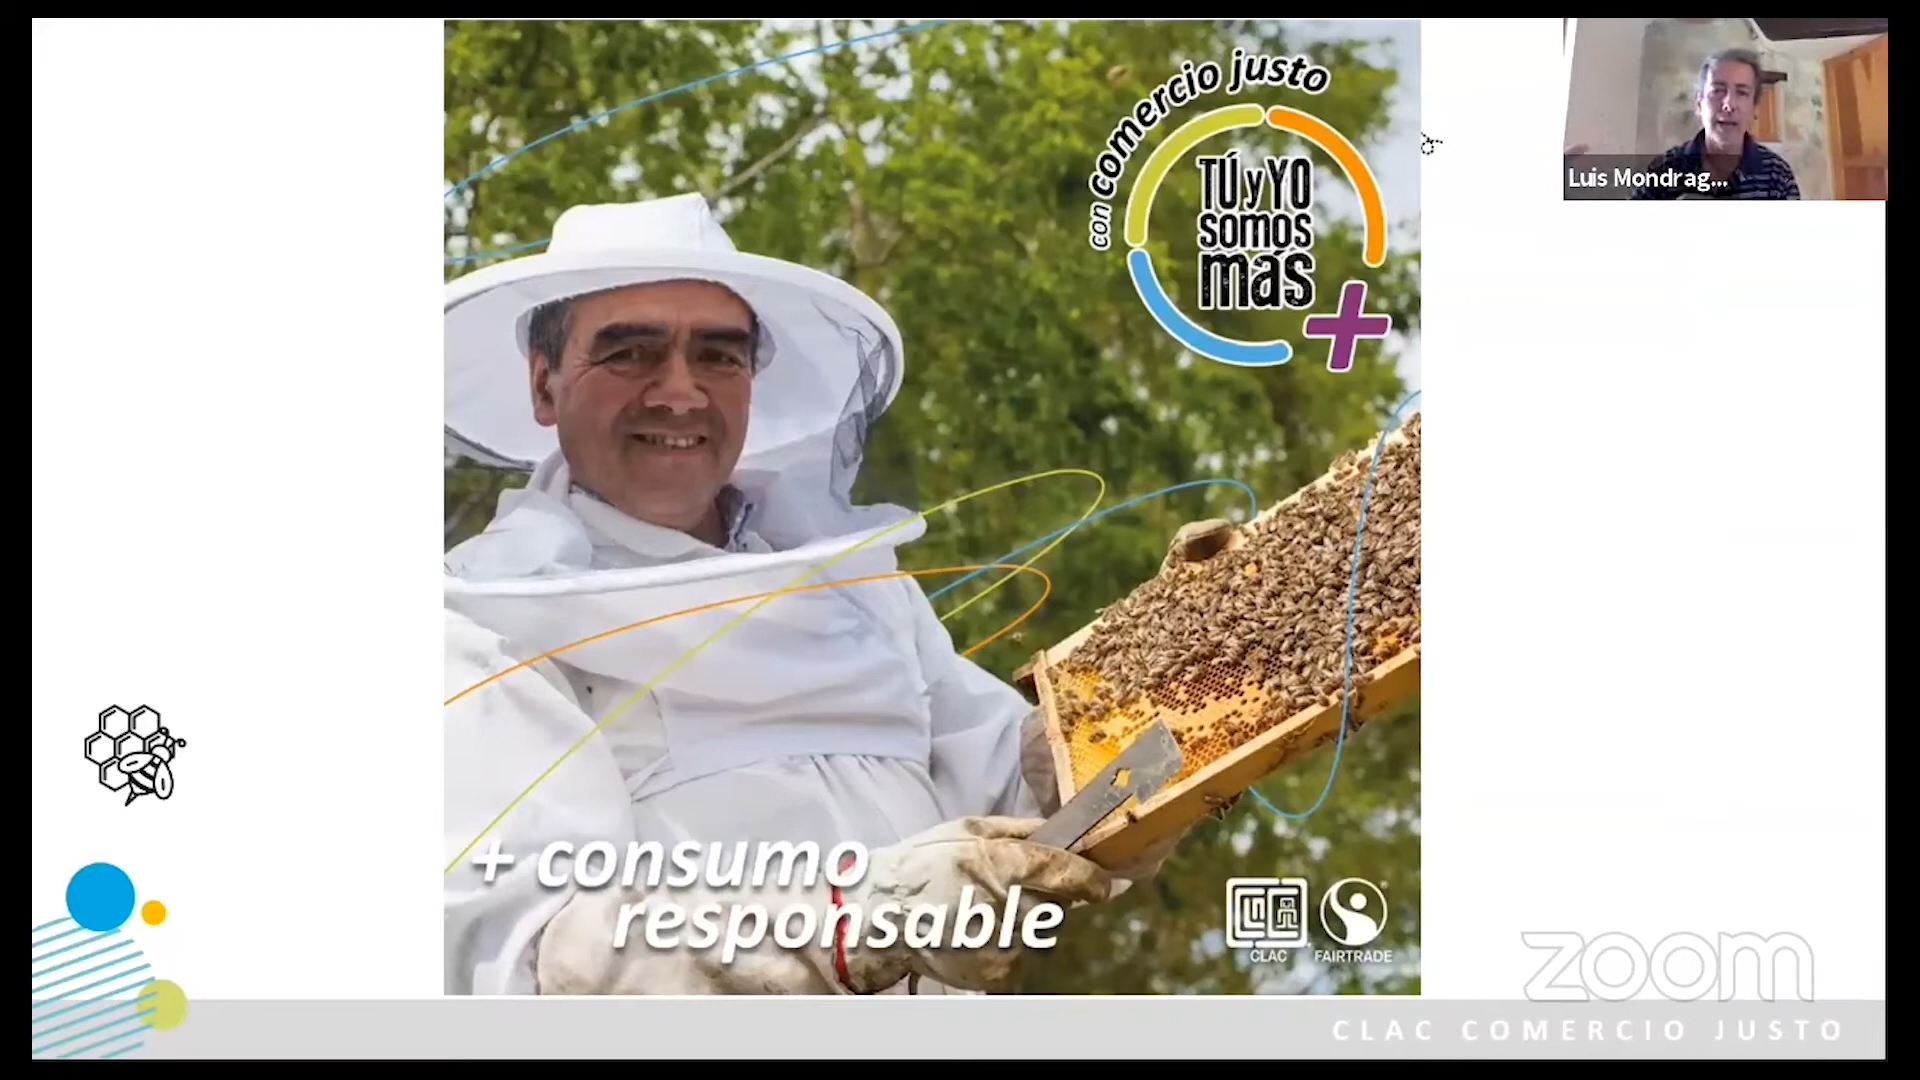 con comercio justo
TÚ y YO
somos
más
+
Luis Mondrag...
+ consumo
responsable
CLAC
FAIRTRADE
zoom
CLAC COMERCIO JUSTO